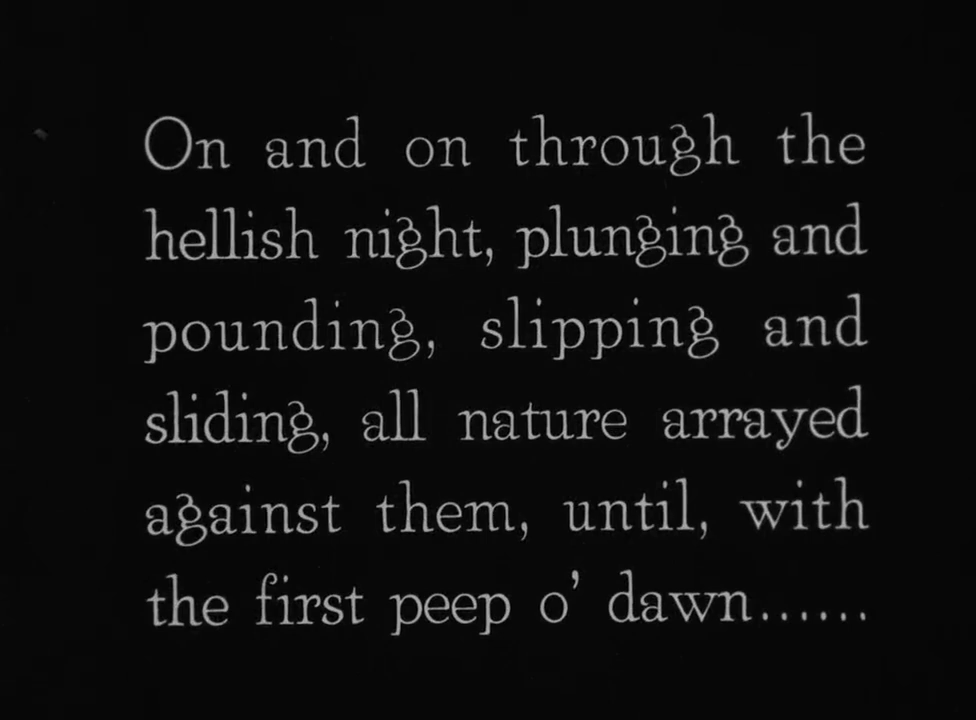 On and on through the
hellish night, plunging and
pounding, slipping and
sliding, all nature arrayed
against them, until, with
the first peep o' dawn......